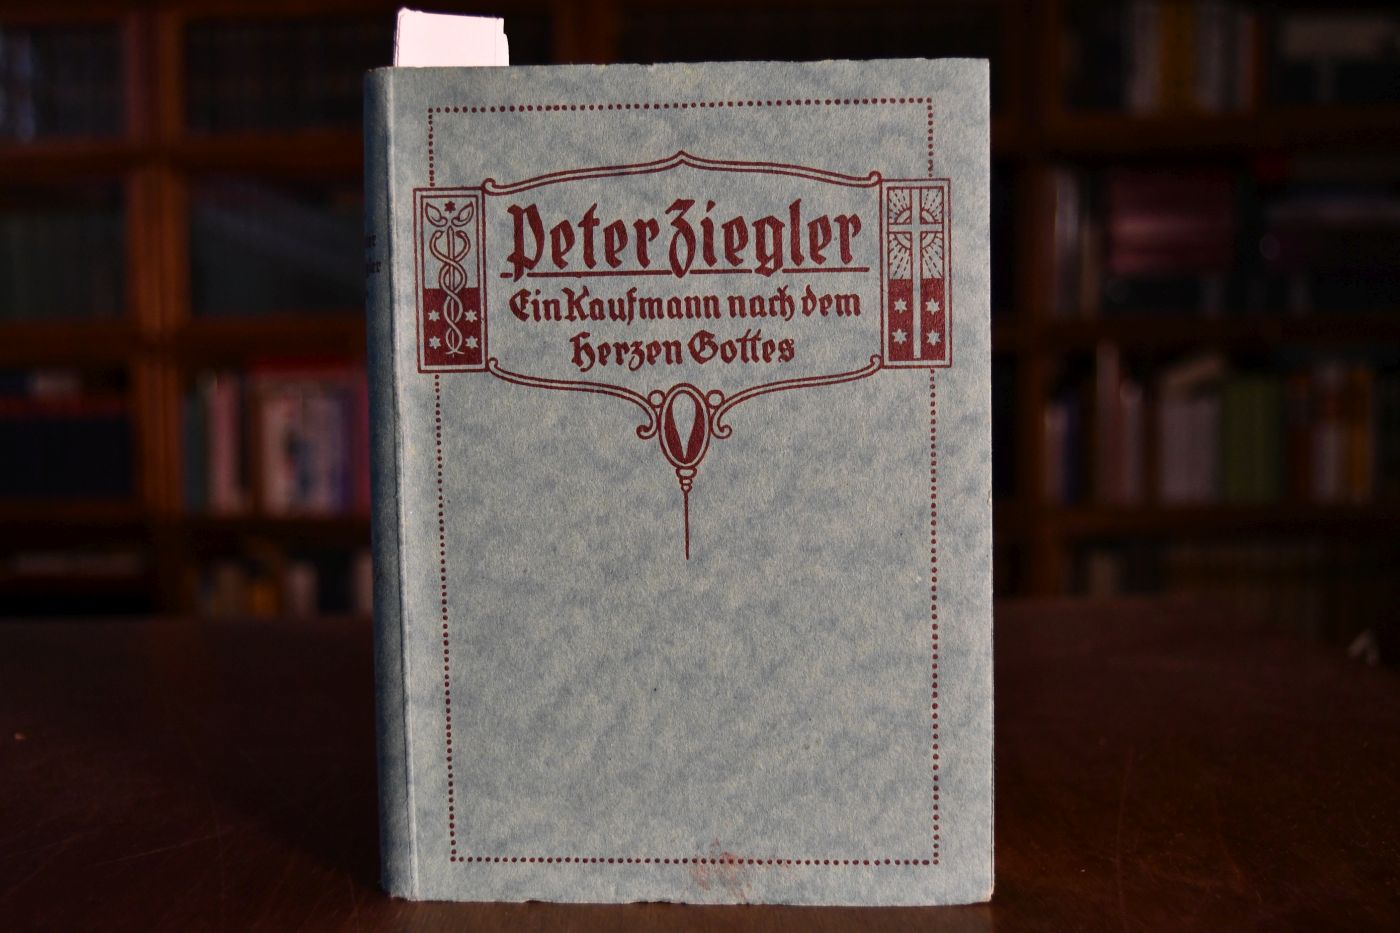 Peter Ziegler
Ein Kaufmann nach dem
Herzen Gottes